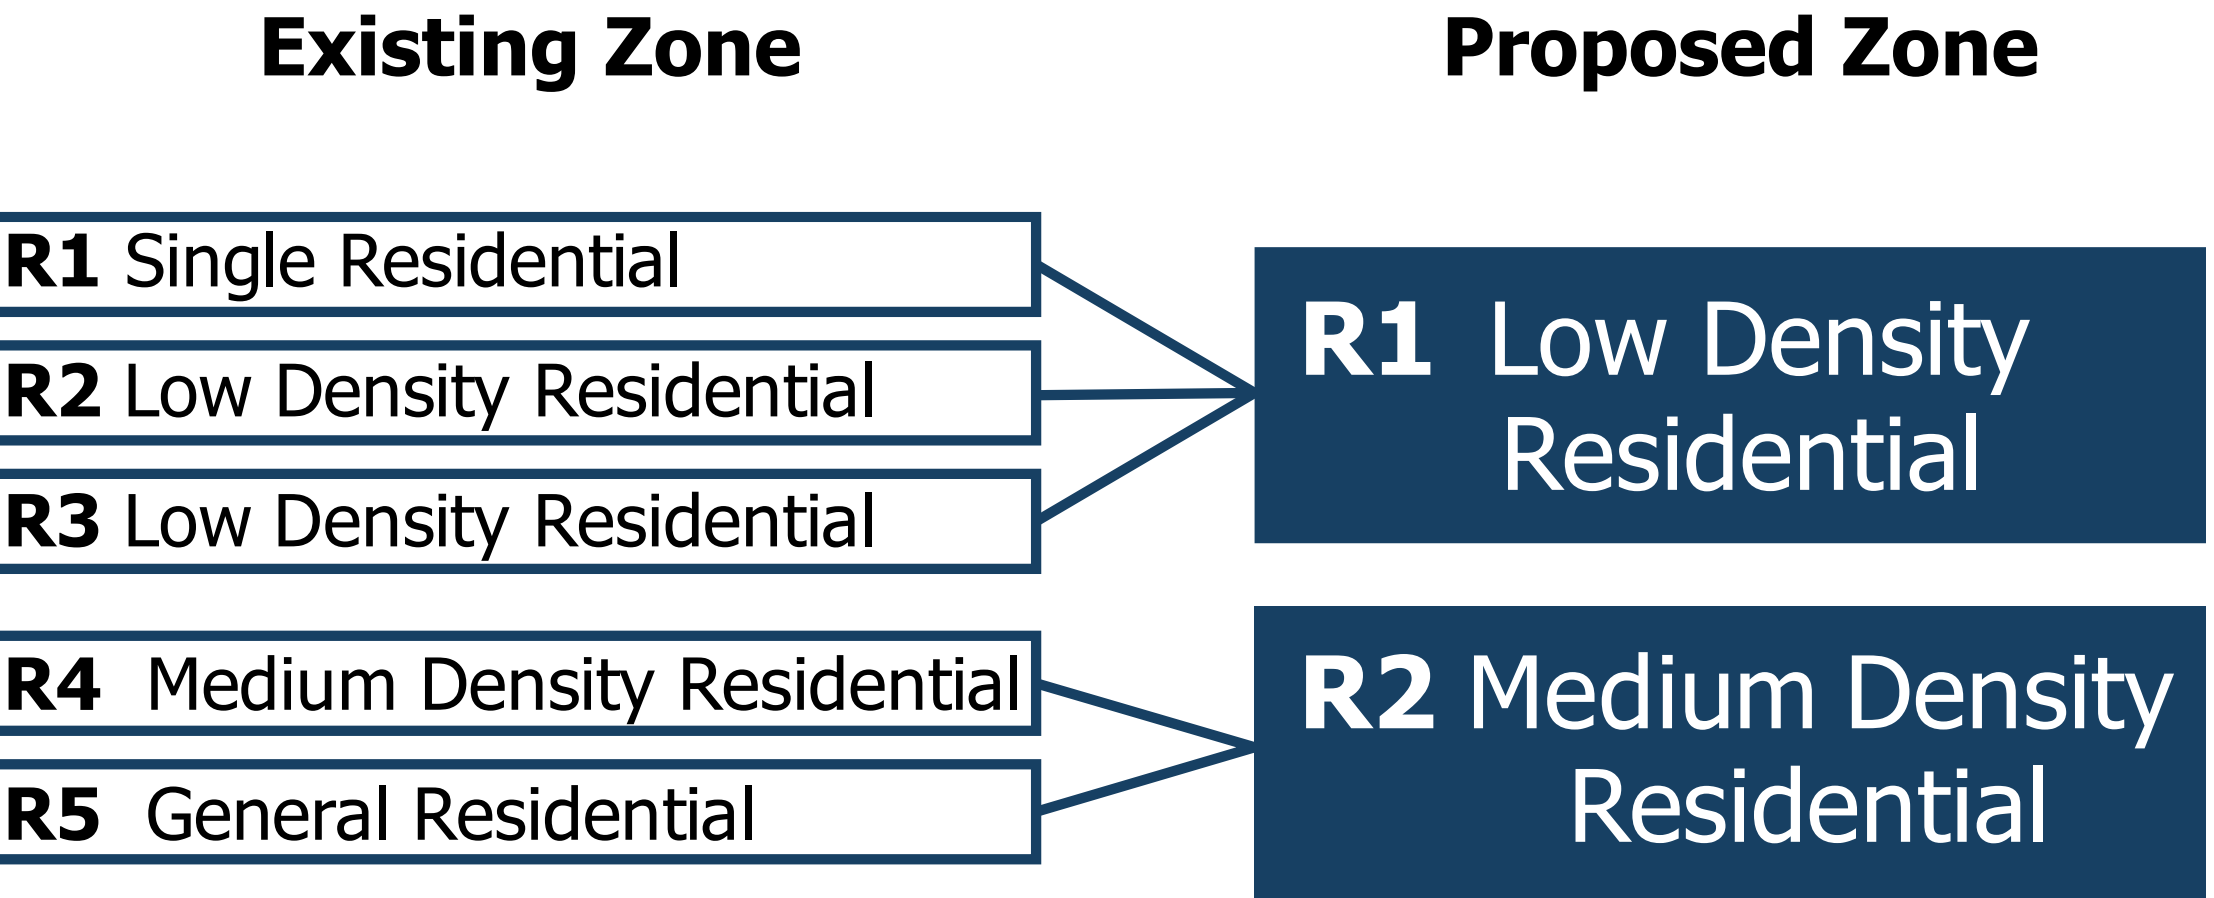 Existing Zone
Proposed Zone
R1 Single Residential
R2 Low Density Residential
R3 Low Density Residential
R4 Medium Density Residential
R5 General Residential
R1 Low Density
Residential
R2 Medium Density
Residential